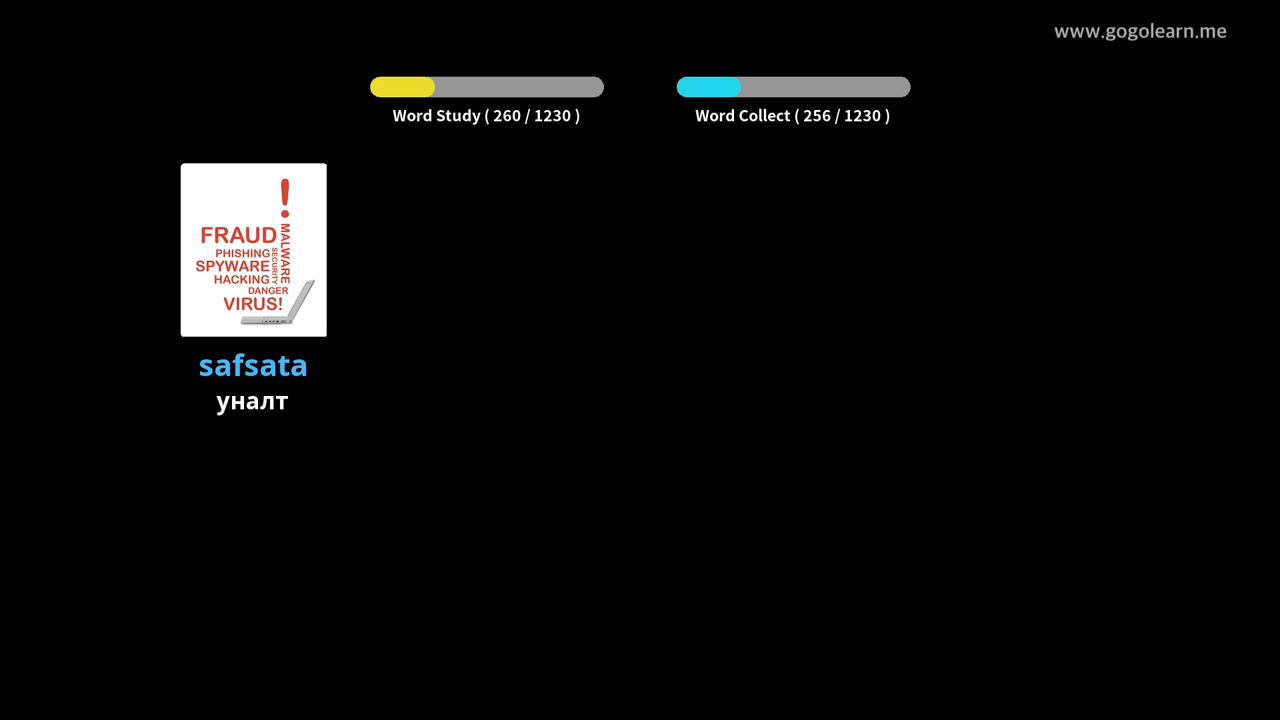 www.gogolearn.me
Word Study ( 260 / 1230 )
Word Collect ( 256 / 1230 )
!
FRAUD
MALWARE
PHISHING
SECURITY
SPYWARE
HACKING
DANGER
VIRUS!
safsata
уналт